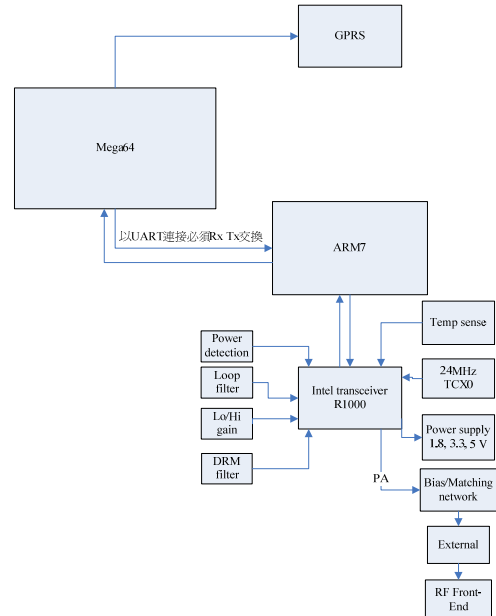 GPRS
Mega64
以UART連接必須Rx Tx交換
ARM7
Temp sense
Power
detection
24MHz
TCX0
Loop
filter
Intel transceiver
R1000
Lo/Hi
gain
Power supply
1.8, 3.3, 5 V
DRM
filter
PA
Bias/Matching
network
External
RF Front-
End